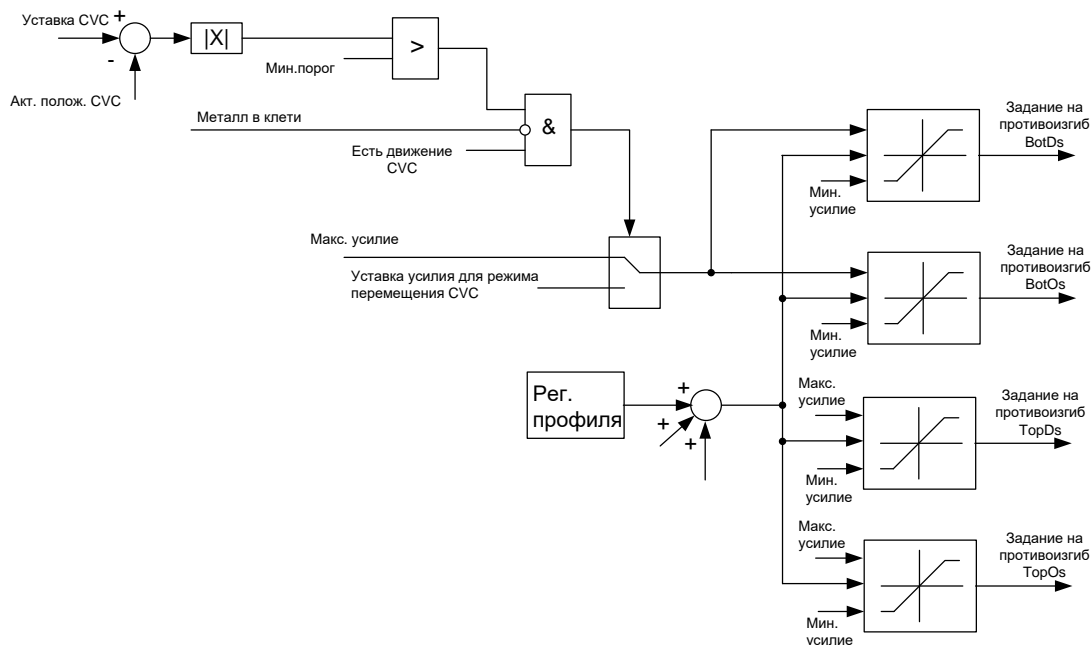 Уставка CVC
+
-
Акт. полож. CVC
|X|
Мин.порог
>
Металл в клети
Есть движение
CVC
&
Макс. усилие
Уставка усилия для режима
перемещения CVC
Рег.
профиля
+
+
+
Мин.
усилие
Задание на
противоизгиб
BotDs
Мин.
усилие
Задание на
противоизгиб
BotOs
Макс.
усилие
Мин.
усилие
Задание на
противоизгиб
TopDs
Макс.
усилие
Мин.
усилие
Задание на
противоизгиб
TopOs